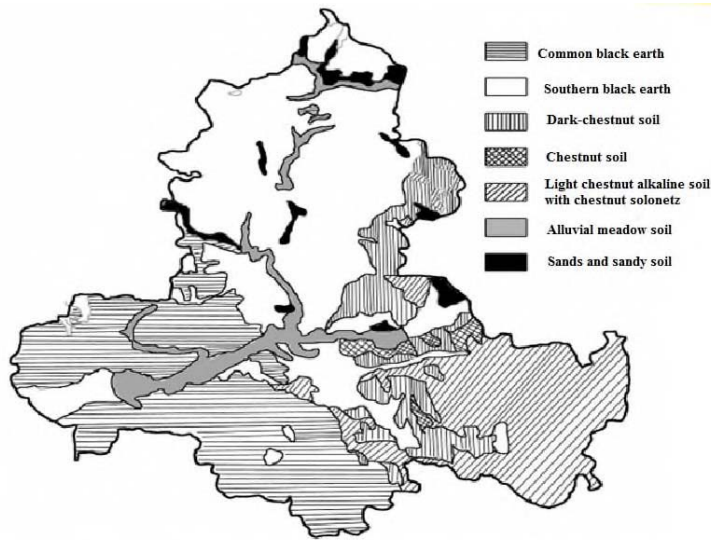 Common black earth
Southern black earth
Dark-chestnut soil
Chestnut soil
Light chestnut alkaline soil
with chestnut solonetz
Alluvial meadow soil
Sands and sandy soil